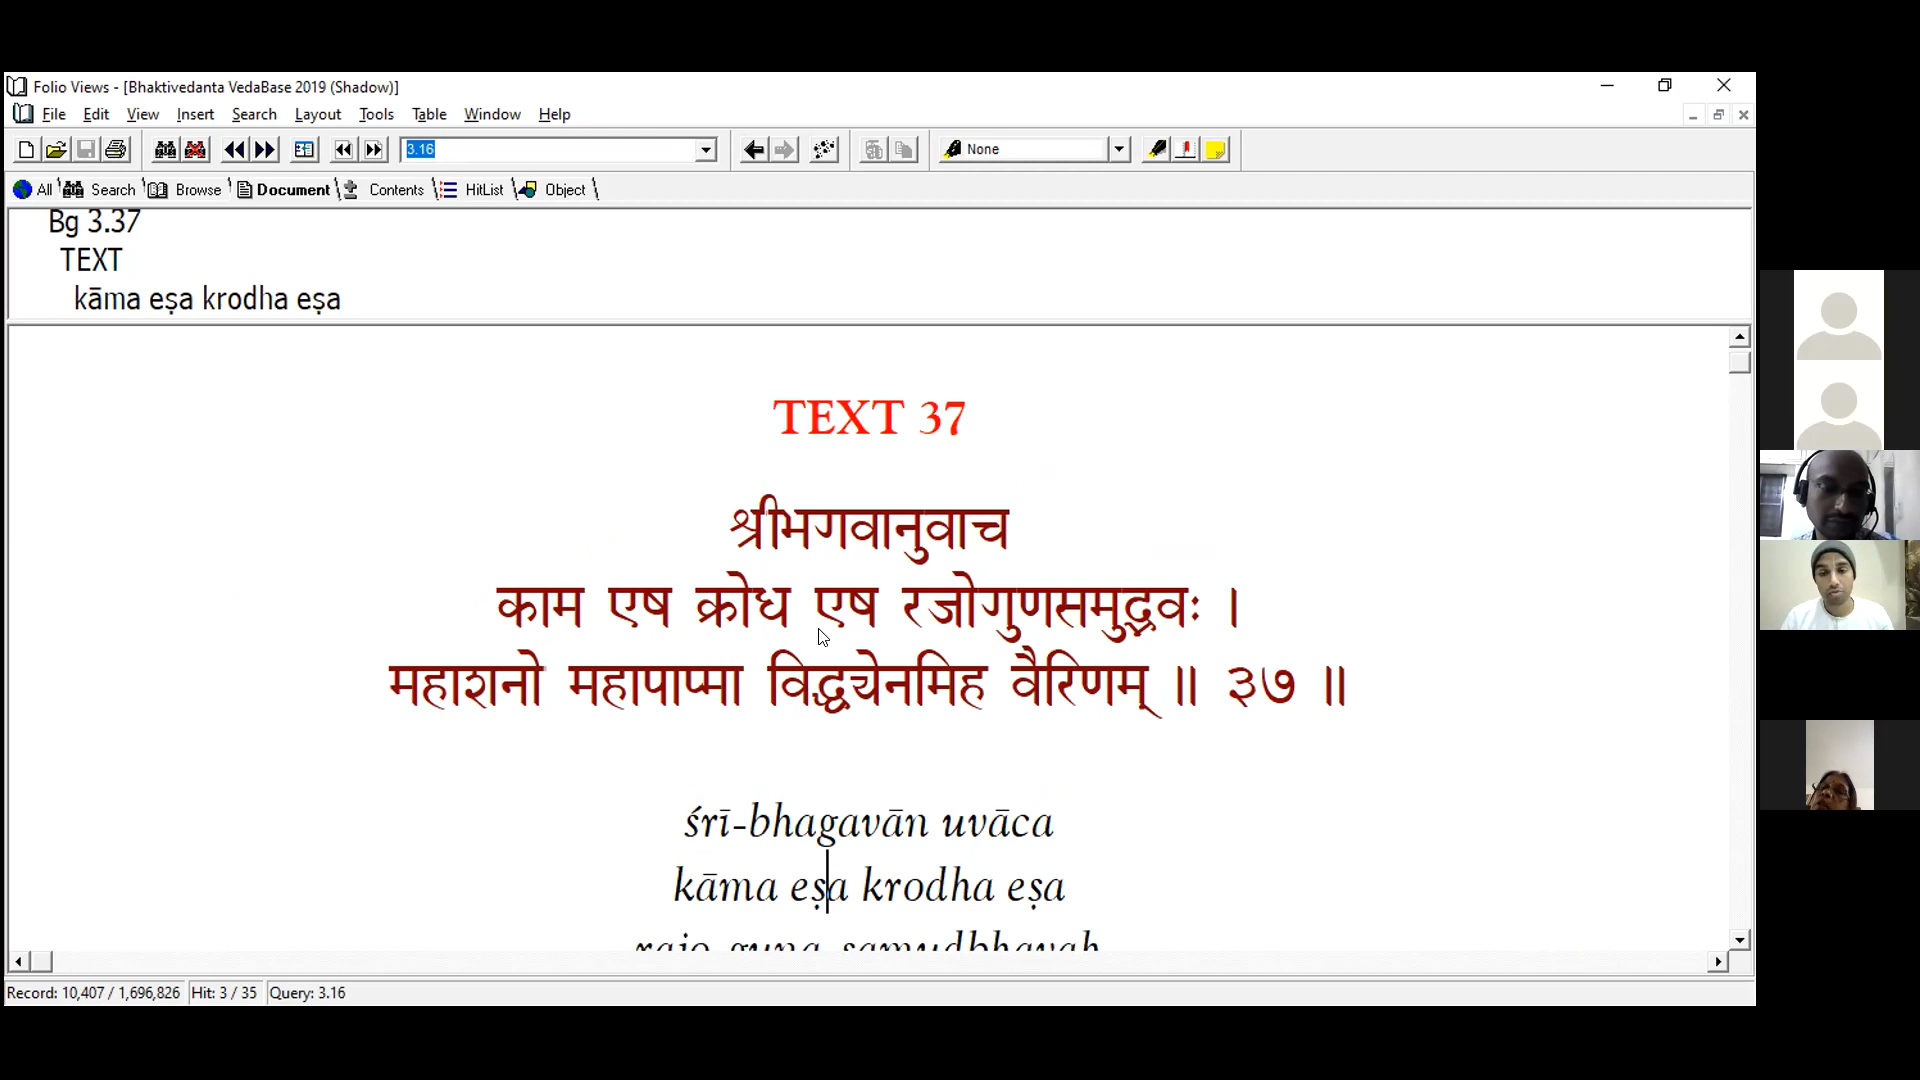 Folio Views - [Bhaktivedanta VedaBase 2019 (Shadow)]
File Edit View Insert Search Layout Tools Table Window Help
3.16 None
All Search Browse Document Contents HitList Object
Bg 3.37
TEXT
kāma eṣa krodha eṣa
TEXT 37
श्रीभगवानुवाच
काम एष क्रोध एष रजोगुणसमुद्भवः ।
महाशनो महापाप्मा विद्ध्येनमिह वैरिणम् ॥ ३७ ॥
śrī-bhagavān uvāca
kāma eṣa krodha eṣa
rajo-guṇa-samudbhavaḥ
Record: 10,407 / 1,696,826 Hit: 3 / 35 Query: 3.16